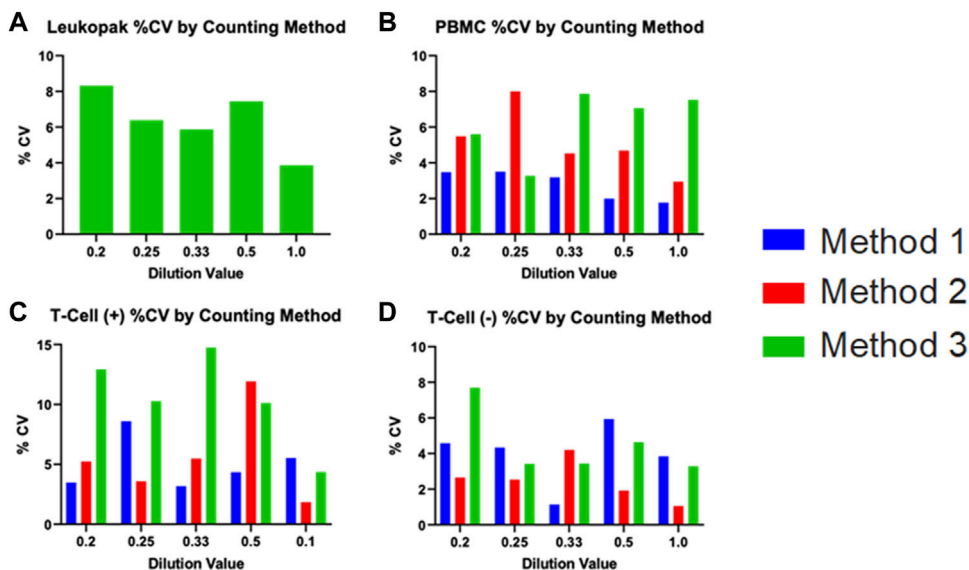 A Leukopak %CV by Counting Method
10
8
6
4
2
0
% CV
0.2 0.25 0.33 0.5 1.0
Dilution Value
B PBMC %CV by Counting Method
10
8
6
4
2
0
% CV
0.2 0.25 0.33 0.5 1.0
Dilution Value
Method 1
Method 2
Method 3
C T-Cell (+) %CV by Counting Method
15
10
5
0
% CV
0.2 0.25 0.33 0.5 0.1
Dilution Value
D T-Cell (-) %CV by Counting Method
10
8
6
4
2
0
% CV
0.2 0.25 0.33 0.5 1.0
Dilution Value